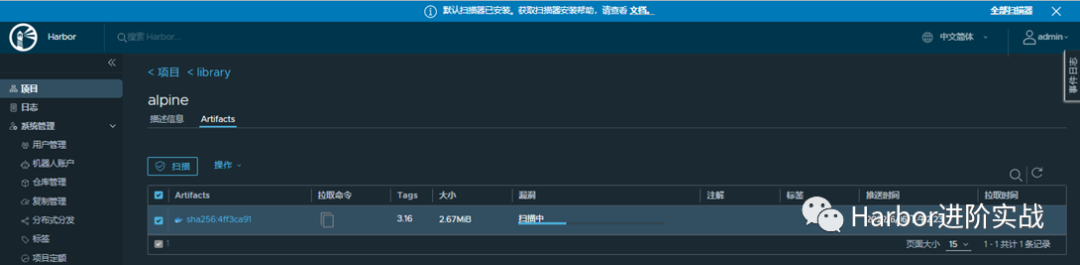 默认扫描器已安装。获取扫描器安装帮助，请查看 文档。
全部扫描器
Harbor
搜索 Harbor...
中文简体
admin
事件日志
项目
日志
系统管理
用户管理
机器人账户
仓库管理
复制管理
分布式分发
标签
项目定额
< 项目 < library
alpine
描述信息 Artifacts
扫描 操作
Artifacts 拉取命令 Tags 大小 漏洞 注解 标签 推送时间 拉取时间
sha256:4ff3ca91 3.16 2.67MiB 扫描中
1
页面大小 15 1 - 1 共计 1 条记录
Harbor进阶实战